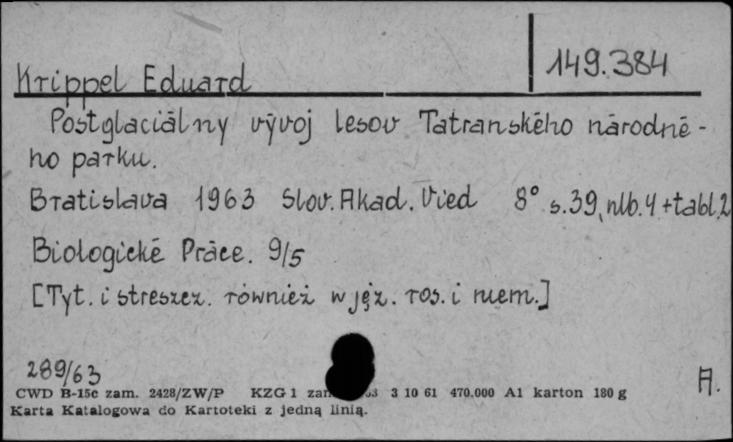 149.384
Krippel Eduard
Postglaciálny vývoj lesov Tatranského národné-
ho parku.
Bratislava 1963 Slov. Akad. Vied 8° s. 39, nlb. 4 + tabl. 2
Biologické Práce. 9/5
[Tyt. i streszcz. również w jęz. ros. i niem.]
289/63
A.
CWD B-15c zam. 2428/ZW/P KZG 1 3 10 61 470.000 A1 karton 180 g
Karta Katalogowa do Kartoteki z jedną linią.